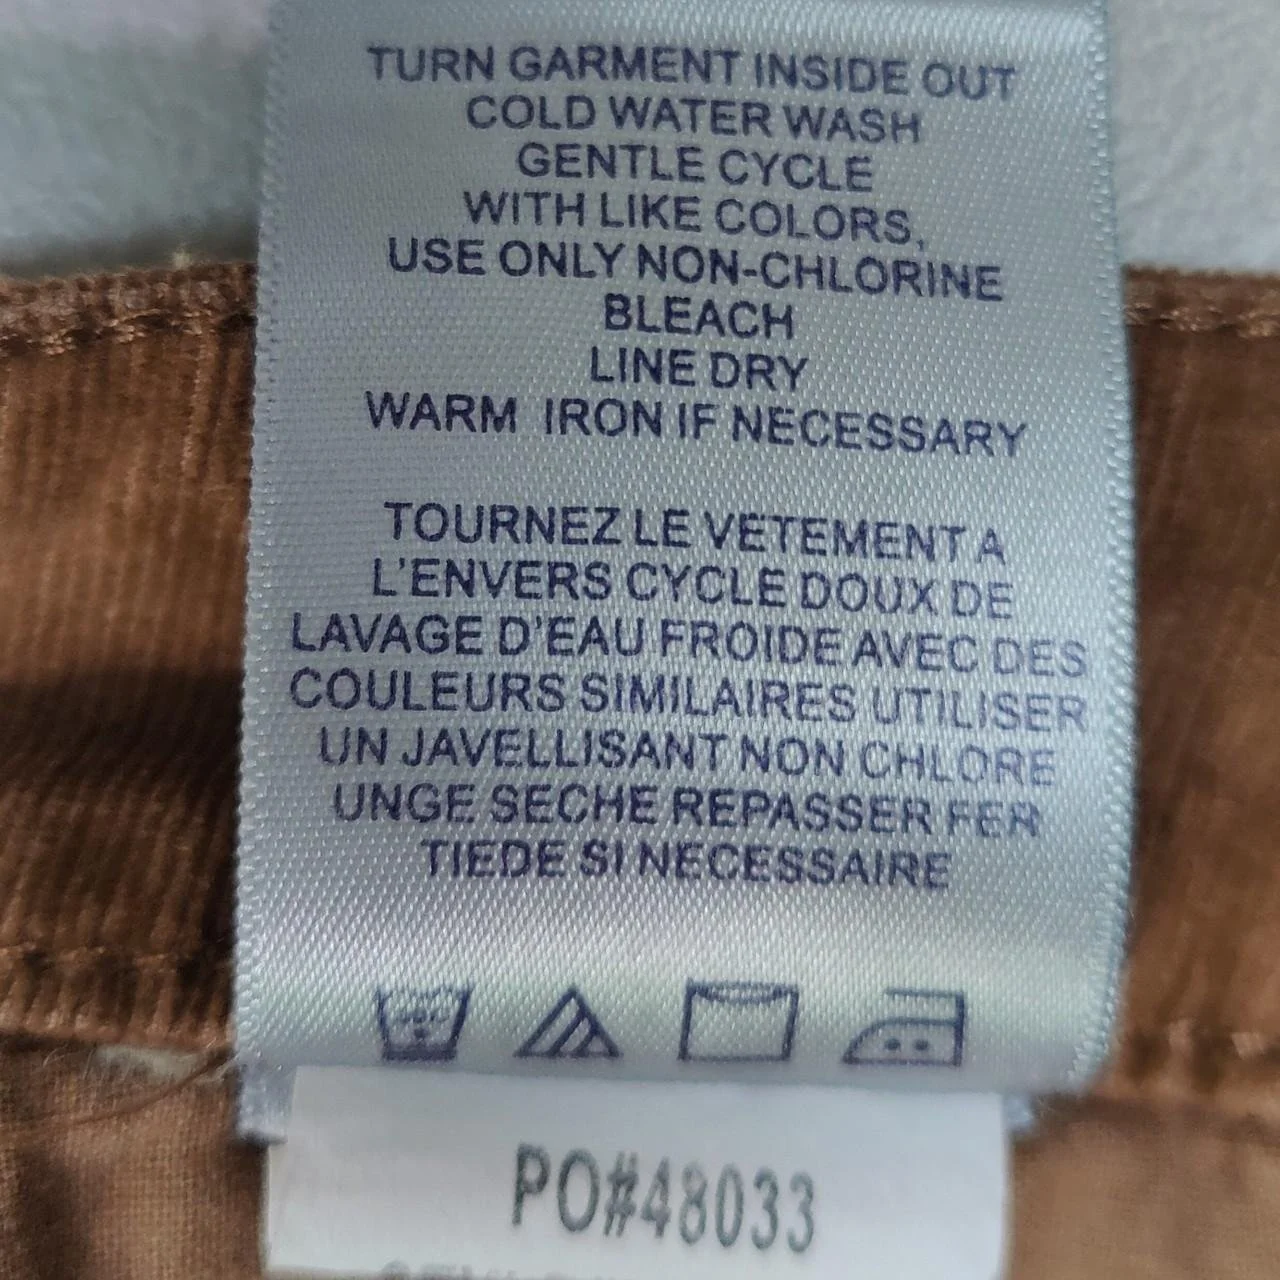 TURN GARMENT INSIDE OUT
COLD WATER WASH
GENTLE CYCLE
WITH LIKE COLORS,
USE ONLY NON-CHLORINE
BLEACH
LINE DRY
WARM IRON IF NECESSARY
TOURNEZ LE VETEMENT A
L'ENVERS CYCLE DOUX DE
LAVAGE D'EAU FROIDE AVEC DES
COULEURS SIMILAIRES UTILISER
UN JAVELLISANT NON CHLORE
UNGE SECHE REPASSER FER
TIEDE SI NECESSAIRE
PO#48033